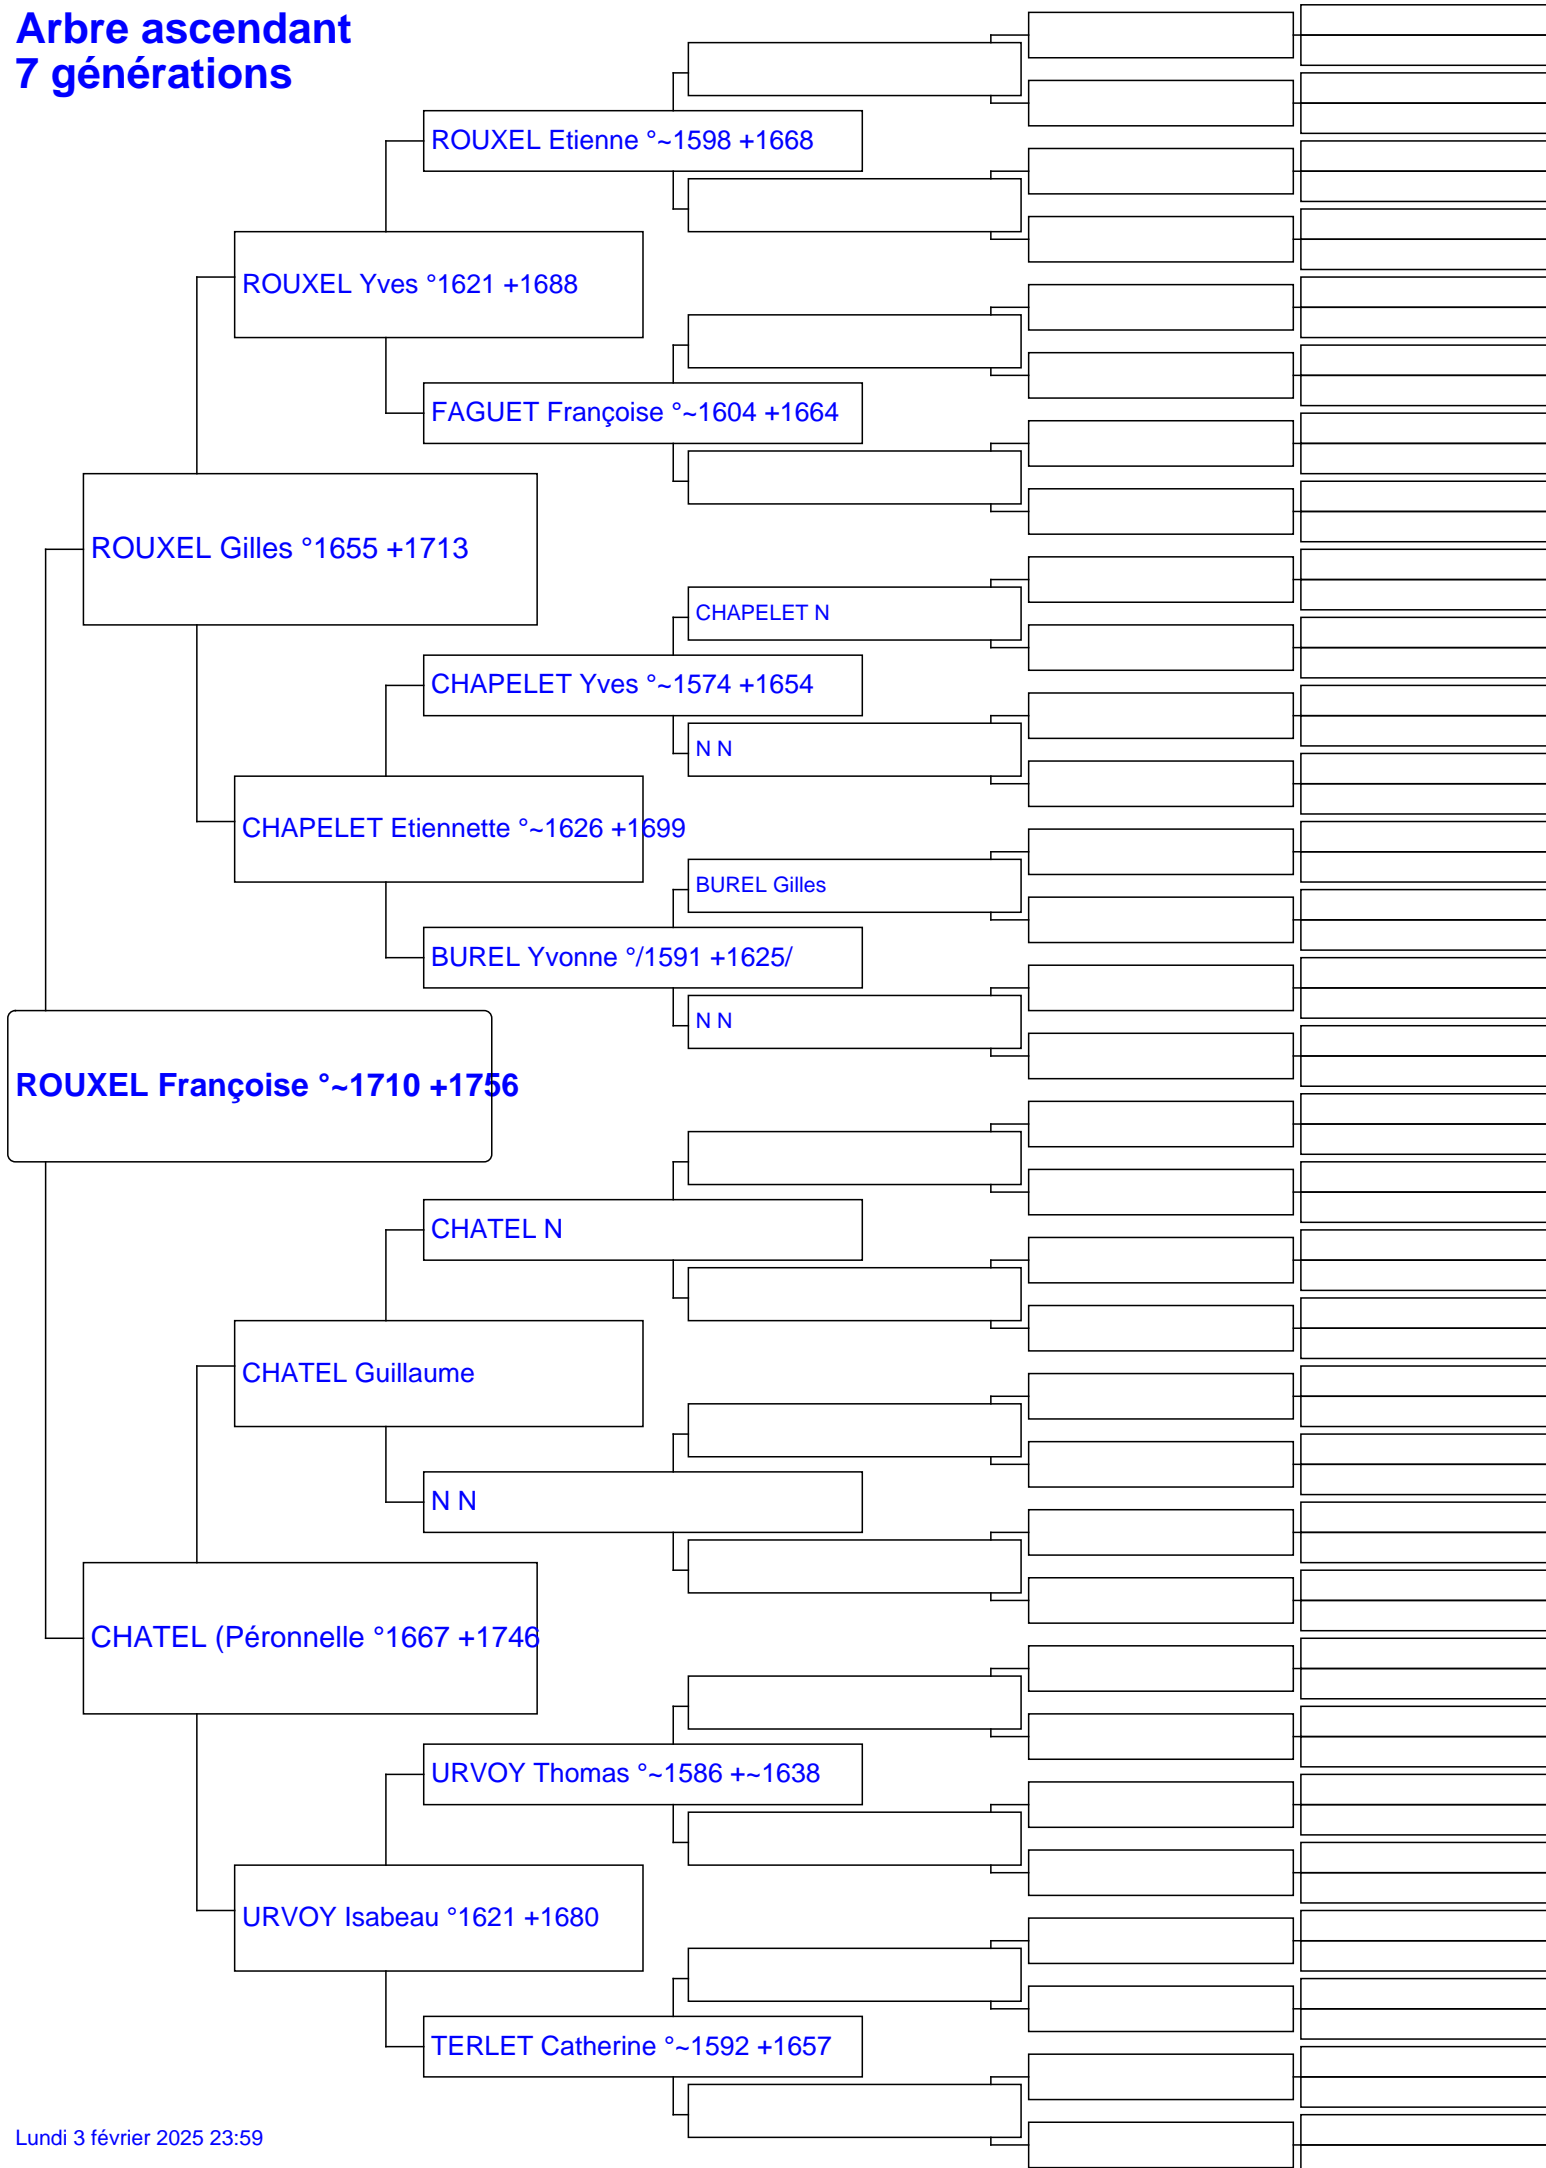 Arbre ascendant
7 générations
ROUXEL Etienne °~1598 +1668
ROUXEL Yves °1621 +1688
FAGUET Françoise °~1604 +1664
ROUXEL Gilles °1655 +1713
CHAPELET N
CHAPELET Yves °~1574 +1654
N N
CHAPELET Etiennette °~1626 +1699
BUREL Gilles
BUREL Yvonne °/1591 +1625/
N N
ROUXEL Françoise °~1710 +1756
CHATEL N
CHATEL Guillaume
N N
CHATEL (Péronnelle °1667 +1746
URVOY Thomas °~1586 +~1638
URVOY Isabeau °1621 +1680
TERLET Catherine °~1592 +1657
Lundi 3 février 2025 23:59